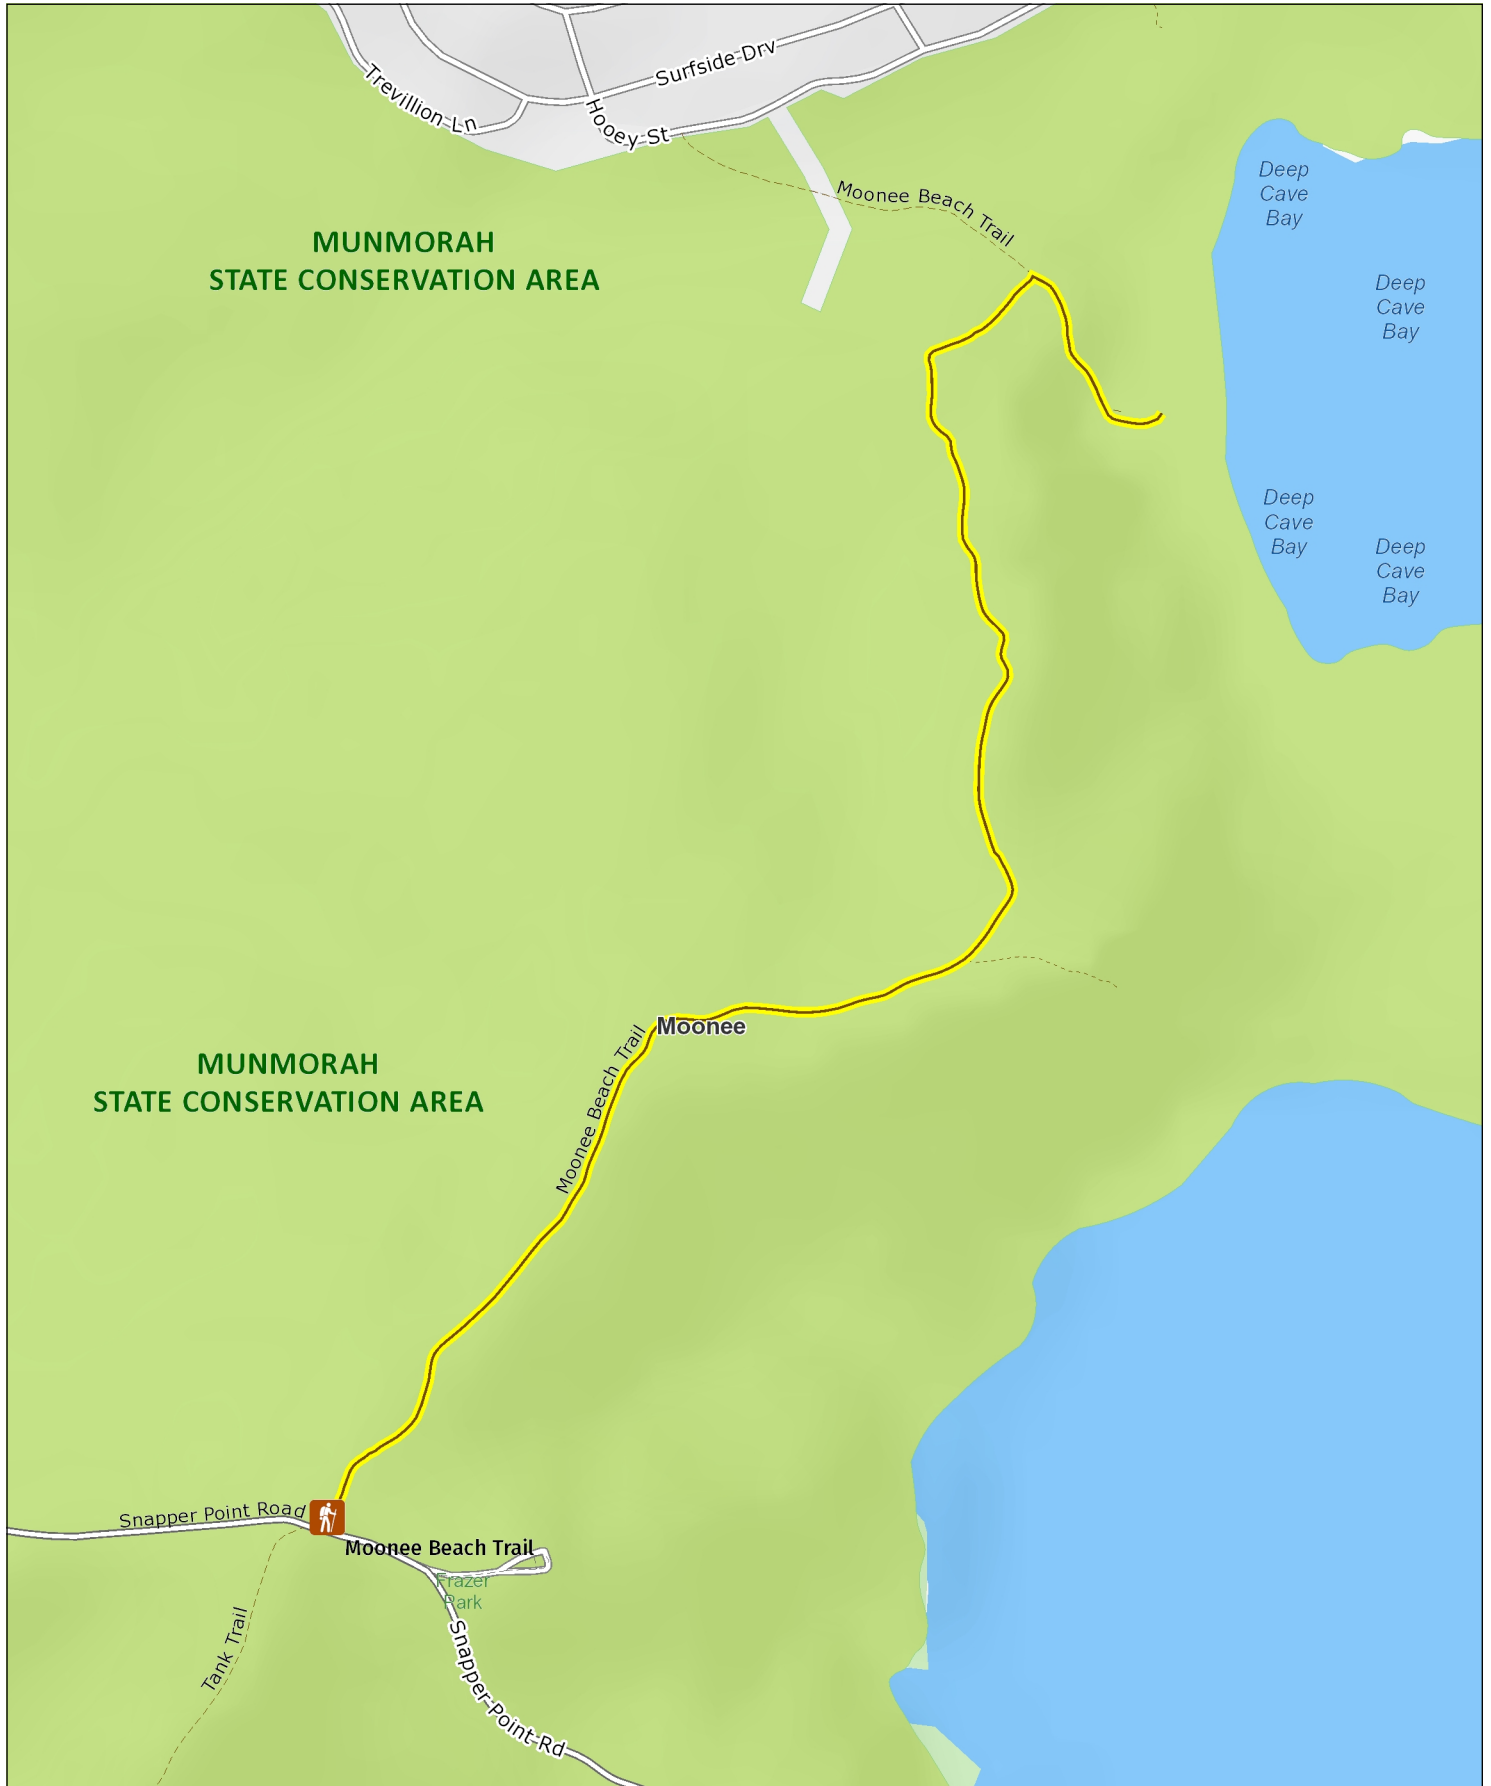 Surfside Drv
Trevillion Ln
Hooey St
Deep
Cave
Bay
Moonee Beach Trail
MUNMORAH
STATE CONSERVATION AREA
Deep
Cave
Bay
Deep
Cave
Bay
Deep
Cave
Bay
Moonee
Moonee Beach Trail
MUNMORAH
STATE CONSERVATION AREA
Snapper Point Road
Moonee Beach Trail
Frazer
Park
Tank Trail
Snapper Point Rd